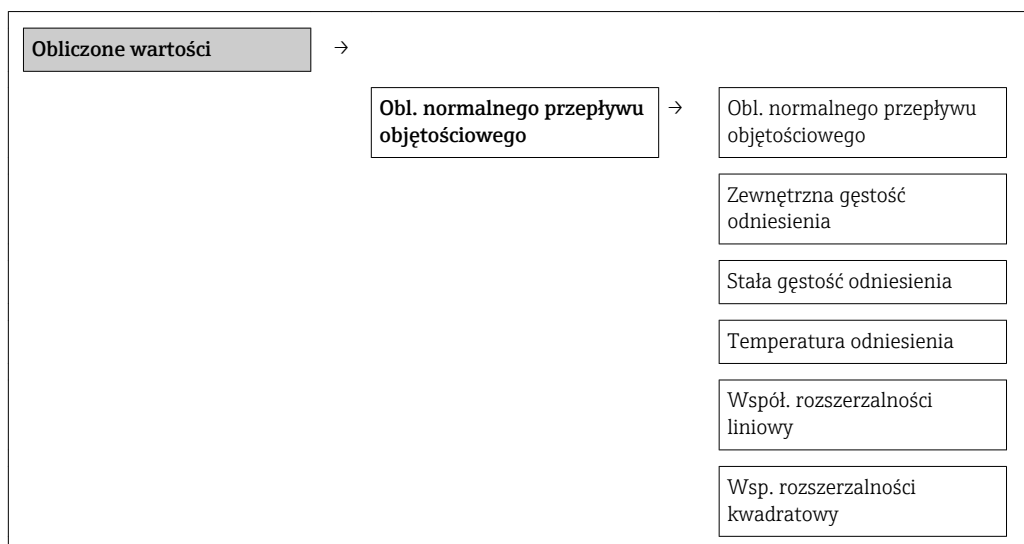 Obliczone wartości →
Obl. normalnego przepływu
objętościowego
→
Obl. normalnego przepływu
objętościowego
Zewnętrzna gęstość
odniesienia
Stała gęstość odniesienia
Temperatura odniesienia
Współ. rozszerzalności
liniowy
Wsp. rozszerzalności
kwadratowy